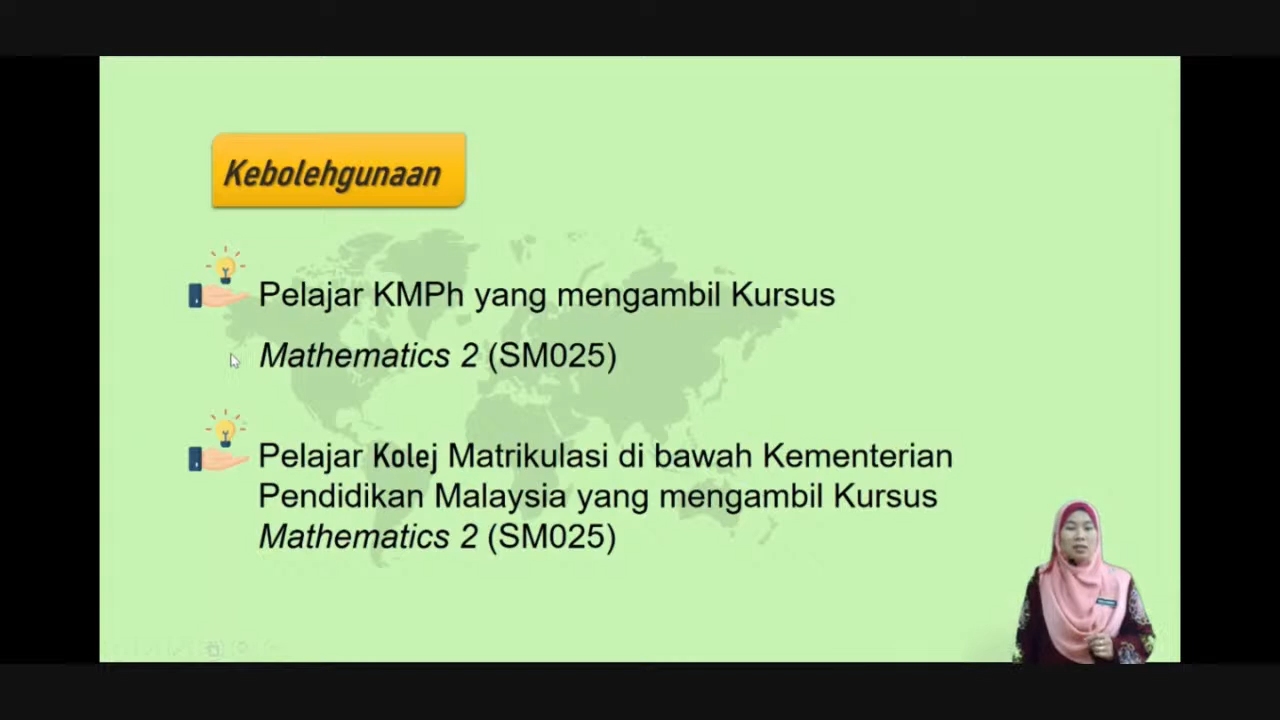 Kebolehgunaan
Pelajar KMPh yang mengambil Kursus
Mathematics 2 (SM025)
Pelajar Kolej Matrikulasi di bawah Kementerian
Pendidikan Malaysia yang mengambil Kursus
Mathematics 2 (SM025)